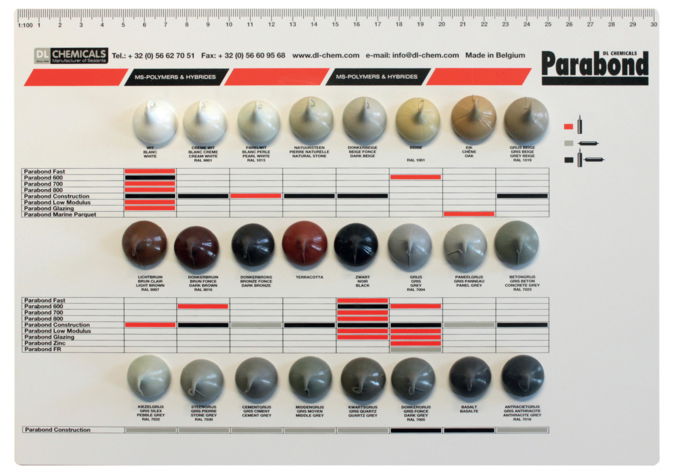 1:100 1 2 3 4 5 6 7 8 9 10 11 12 13 14 15 16 17 18 19 20 21 22 23 24 25 26 27 28 29 30
DL CHEMICALS
Manufacturer of Sealants
Tel.: + 32 (0) 56 62 70 51 Fax: + 32 (0) 56 60 95 68 www.dl-chem.com e-mail: info@dl-chem.com Made in Belgium
DL CHEMICALS
Parabond
MS-POLYMERS & HYBRIDES MS-POLYMERS & HYBRIDES
WIT
BLANC
WHITE
CREME WIT
BLANC CREME
CREAM WHITE
RAL 9001
PARELWIT
BLANC PERLE
PEARL WHITE
RAL 1013
NATUURSTEEN
PIERRE NATURELLE
NATURAL STONE
DONKERBEIGE
BEIGE FONCE
DARK BEIGE
BEIGE
RAL 1001
EIK
CHÊNE
OAK
GRIJS BEIGE
GRIS BEIGE
GREY BEIGE
RAL 1019
Parabond Fast
Parabond 600
Parabond 700
Parabond 800
Parabond Construction
Parabond Low Modulus
Parabond Glazing
Parabond Marine Parquet
LICHTBRUIN
BRUN CLAIR
LIGHT BROWN
RAL 8007
DONKERBRUIN
BRUN FONCE
DARK BROWN
RAL 8016
DONKERBRONS
BRONZE FONCE
DARK BRONZE
TERRACOTTA
ZWART
NOIR
BLACK
GRIJS
GRIS
GREY
RAL 7004
PANEELGRIJS
GRIS PANNEAU
PANEL GREY
BETONGRIJS
GRIS BETON
CONCRETE GREY
RAL 7023
Parabond Fast
Parabond 600
Parabond 700
Parabond 800
Parabond Construction
Parabond Low Modulus
Parabond Glazing
Parabond Zinc
Parabond FR
KIEZELGRIJS
GRIS SILEX
PEBBLE GREY
RAL 7032
STEENGRIJS
GRIS PIERRE
STONE GREY
RAL 7030
CEMENTGRIJS
GRIS CIMENT
CEMENT GREY
MIDDENGRIJS
GRIS MOYEN
MIDDLE GREY
KWARTSGRIJS
GRIS QUARTZ
QUARTZ GREY
DONKERGRIJS
GRIS FONCE
DARK GREY
BASALT
BASALTE
ANTRACIETGRIJS
GRIS ANTHRACITE
ANTHRACITE GREY
RAL 7016
Parabond Construction